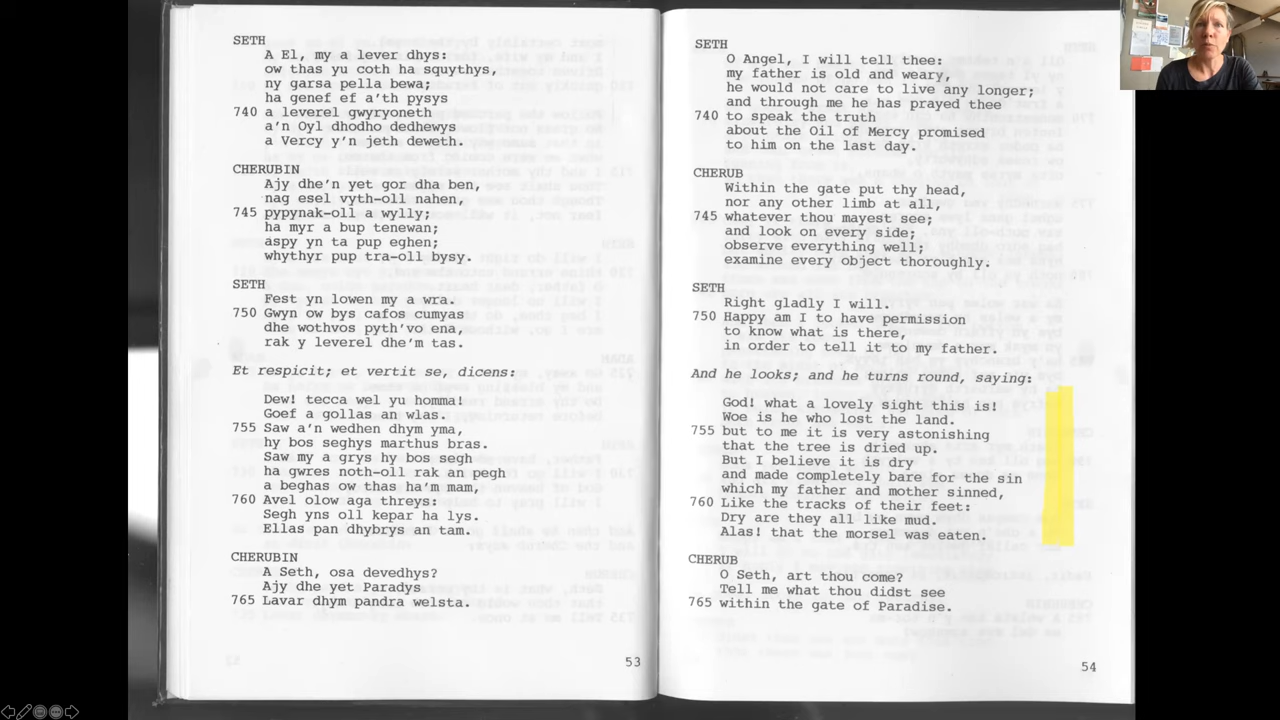 SETH
A El, my a lever dhys:
ow thas yu coth ha squythys,
ny garsa pella bewa;
ha genef ef a'th pysys
740 a leverel gwyryoneth
a'n Oyl dhodho dedhewys
a Vercy y'n jeth deweth.
CHERUBIN
Ajy dhe'n yet gor dha ben,
nag esel vyth-oll nahen,
745 pypynak-oll a wylly;
ha myr a bup tenewan;
aspy yn ta pup eghen;
whythyr pup tra-oll bysy.
SETH
Fest yn lowen my a wra.
750 Gwyn ow bys cafos cumyas
dhe wothvos pyth'vo ena,
rak y leverel dhe'm tas.
Et respicit; et vertit se, dicens:
Dew! tecca wel yu homma!
Goef a gollas an wlas.
755 Saw a'n wedhen dhym yma,
hy bos seghys marthus bras.
Saw my a grys hy bos segh
ha gwres noth-oll rak an pegh
a beghas ow thas ha'm mam,
760 Avel olow aga threys:
Segh yns oll kepar ha lys.
Ellas pan dhybrys an tam.
CHERUBIN
A Seth, osa devedhys?
Ajy dhe yet Paradys
765 Lavar dhym pandra welsta.
53
SETH
O Angel, I will tell thee:
my father is old and weary,
he would not care to live any longer;
and through me he has prayed thee
740 to speak the truth
about the Oil of Mercy promised
to him on the last day.
CHERUB
Within the gate put thy head,
nor any other limb at all,
745 whatever thou mayest see;
and look on every side;
observe everything well;
examine every object thoroughly.
SETH
Right gladly I will.
750 Happy am I to have permission
to know what is there,
in order to tell it to my father.
And he looks; and he turns round, saying:
God! what a lovely sight this is!
Woe is he who lost the land.
755 but to me it is very astonishing
that the tree is dried up.
But I believe it is dry
and made completely bare for the sin
which my father and mother sinned,
760 Like the tracks of their feet:
Dry are they all like mud.
Alas! that the morsel was eaten.
CHERUB
O Seth, art thou come?
Tell me what thou didst see
765 within the gate of Paradise.
54